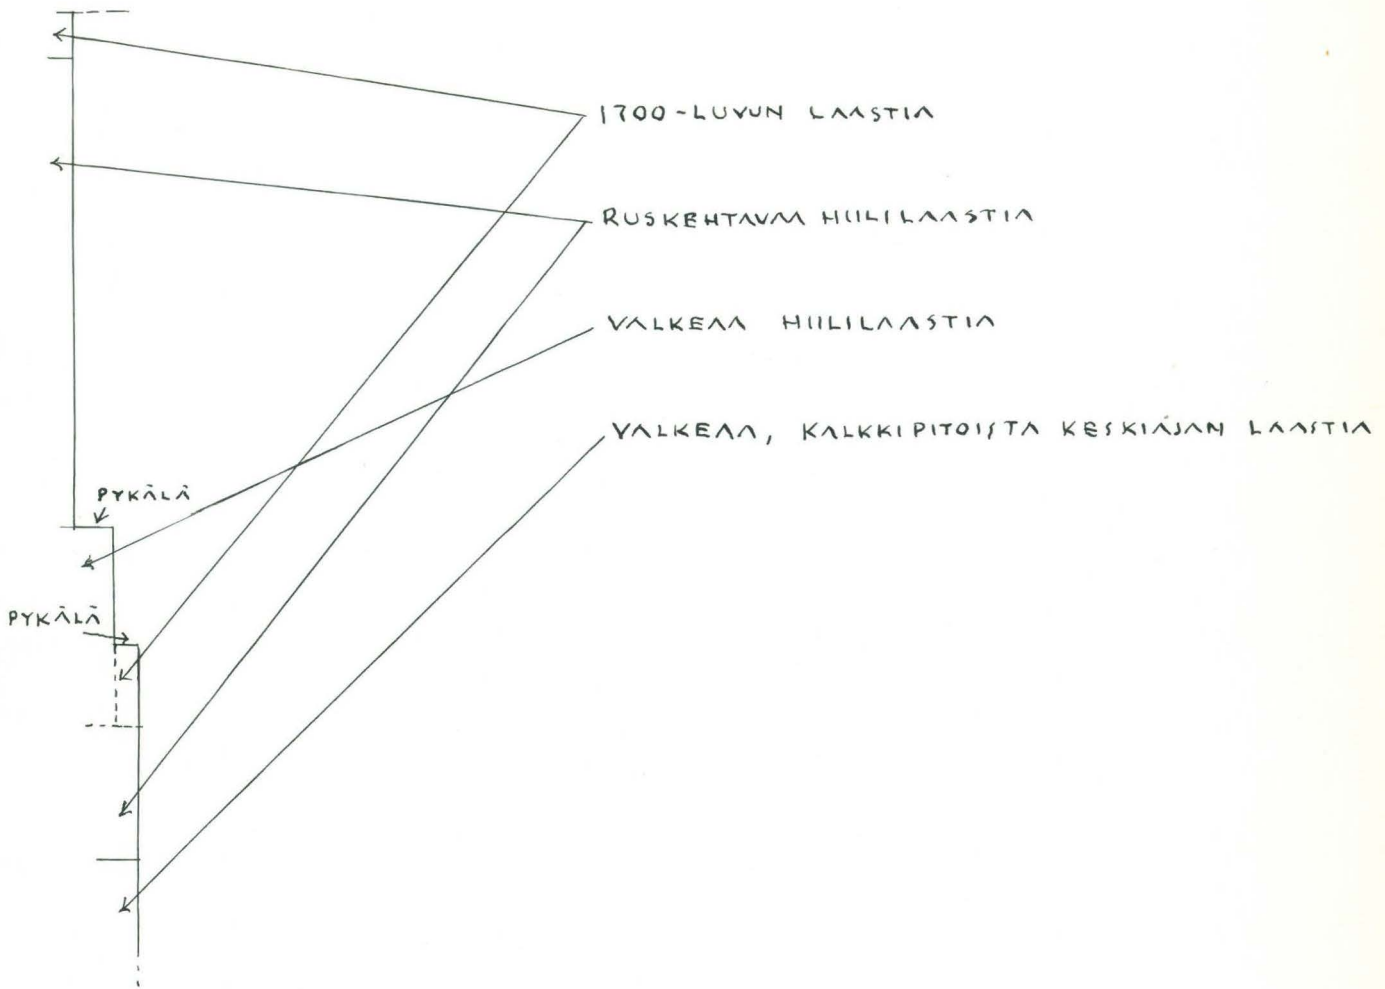 1700-LUVUN LAASTIA
RUSKEHTAVAA HIILILAASTIA
VALKEAA HIILILAASTIA
VALKEAA, KALKKIPITOISTA KESKIAJAN LAASTIA
PYKÄLÄ
PYKÄLÄ